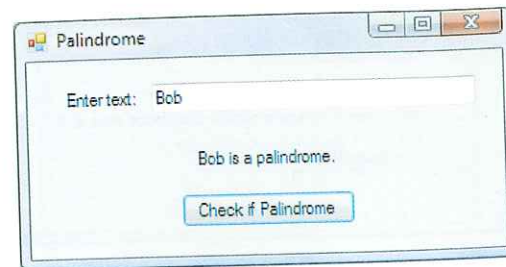 Palindrome
Enter text: Bob
Bob is a palindrome.
Check if Palindrome